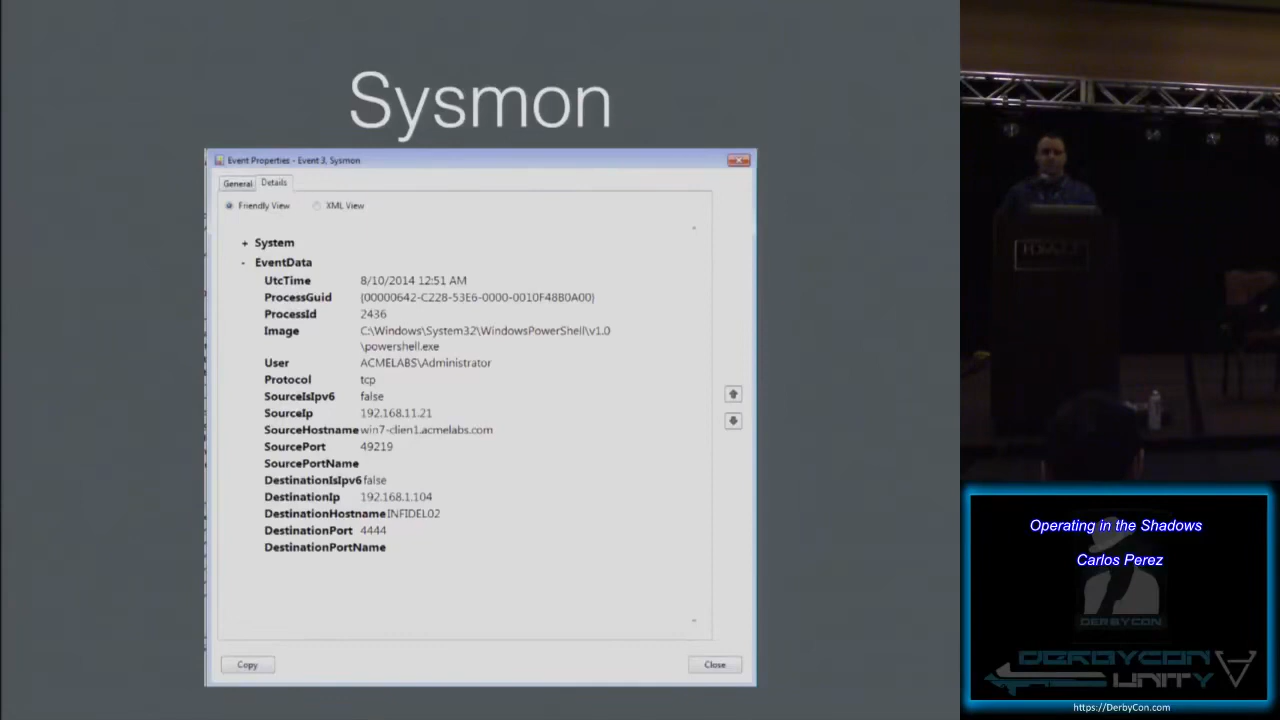 Sysmon
Event Properties - Event 3, Sysmon
General Details
Friendly View XML View
+ System
- EventData
UtcTime 8/10/2014 12:51 AM
ProcessGuid {00000642-C228-53E6-0000-0010F48B0A00}
ProcessId 2436
Image C:\Windows\System32\WindowsPowerShell\v1.0
\powershell.exe
User ACMELABS\Administrator
Protocol tcp
SourceIsIpv6 false
SourceIp 192.168.11.21
SourceHostname win7-clien1.acmelabs.com
SourcePort 49219
SourcePortName
DestinationIsIpv6 false
DestinationIp 192.168.1.104
DestinationHostname INFIDEL02
DestinationPort 4444
DestinationPortName
Copy Close
Operating in the Shadows
Carlos Perez
DERBYCON
DERBYCON
UNITY
https://DerbyCon.com